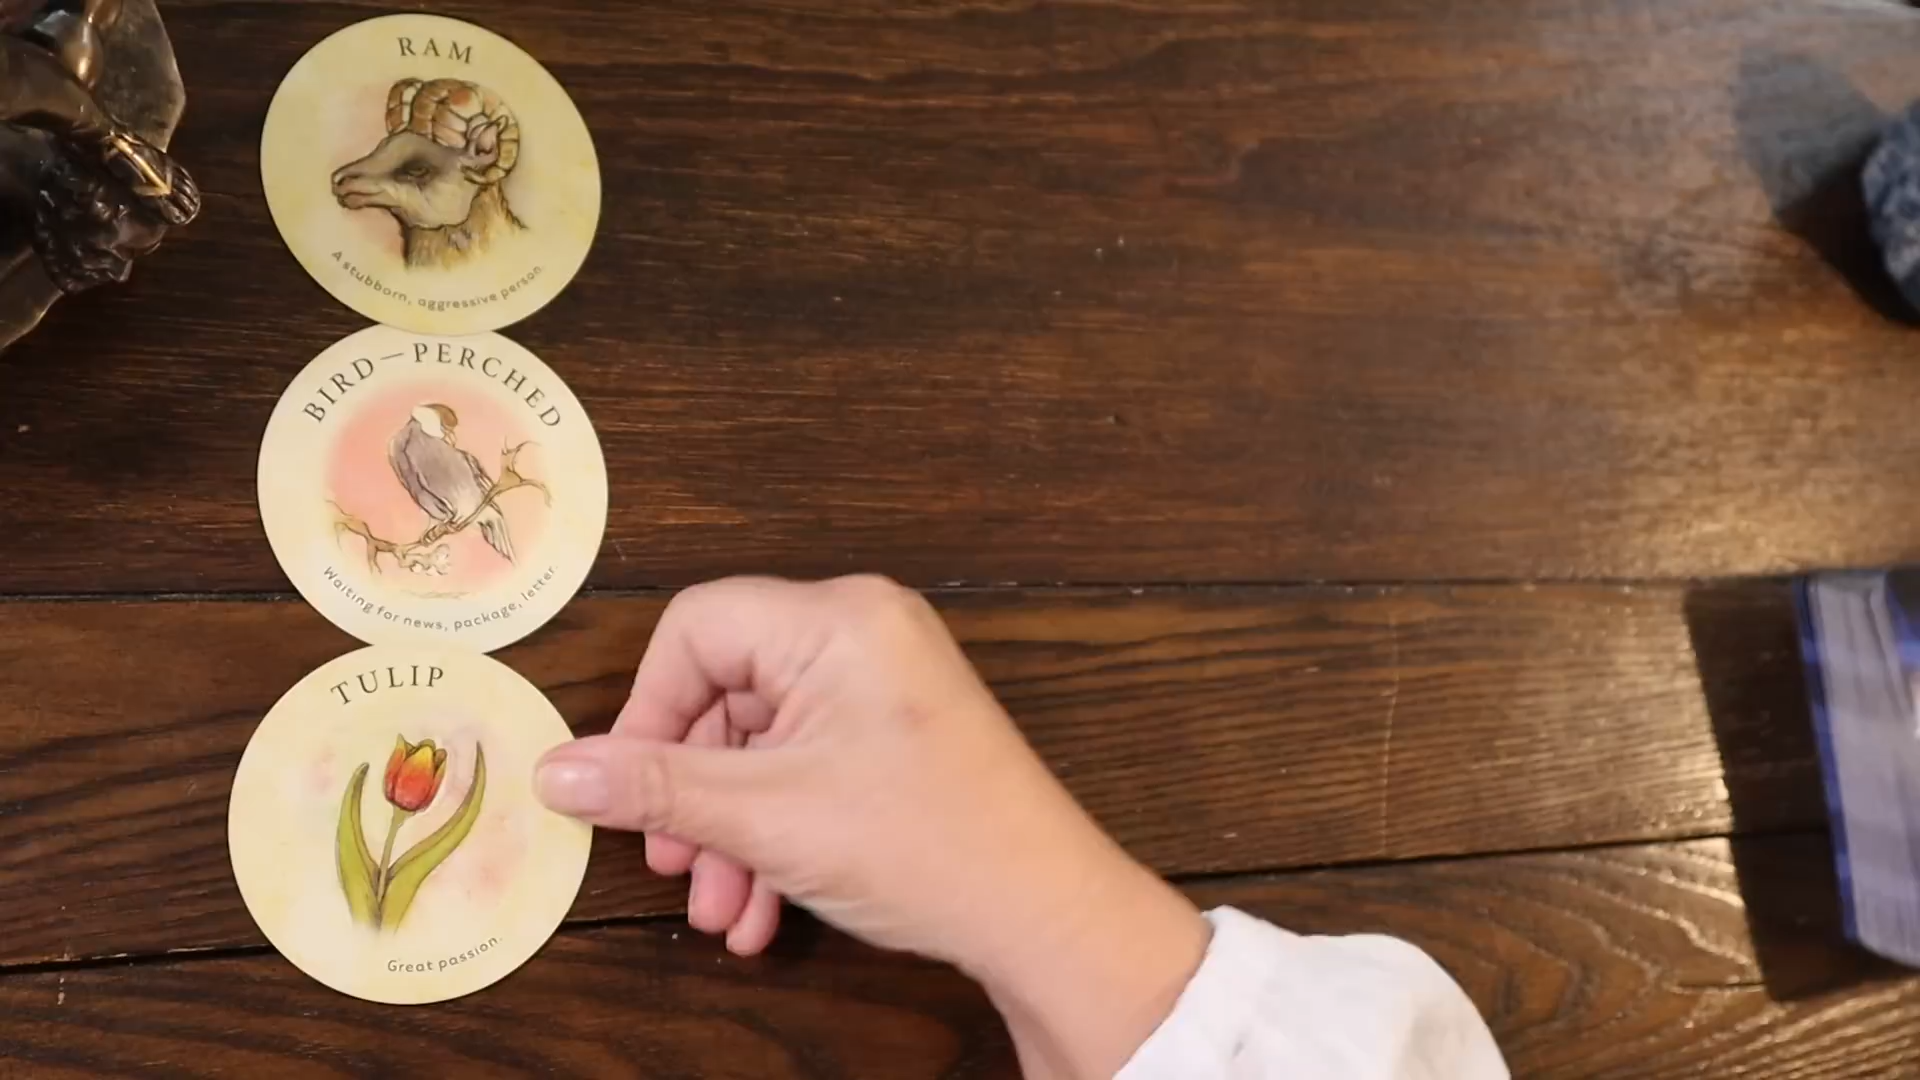 RAM
A stubborn, aggressive person.
BIRD—PERCHED
Waiting for news, package, letter.
TULIP
Great passion.